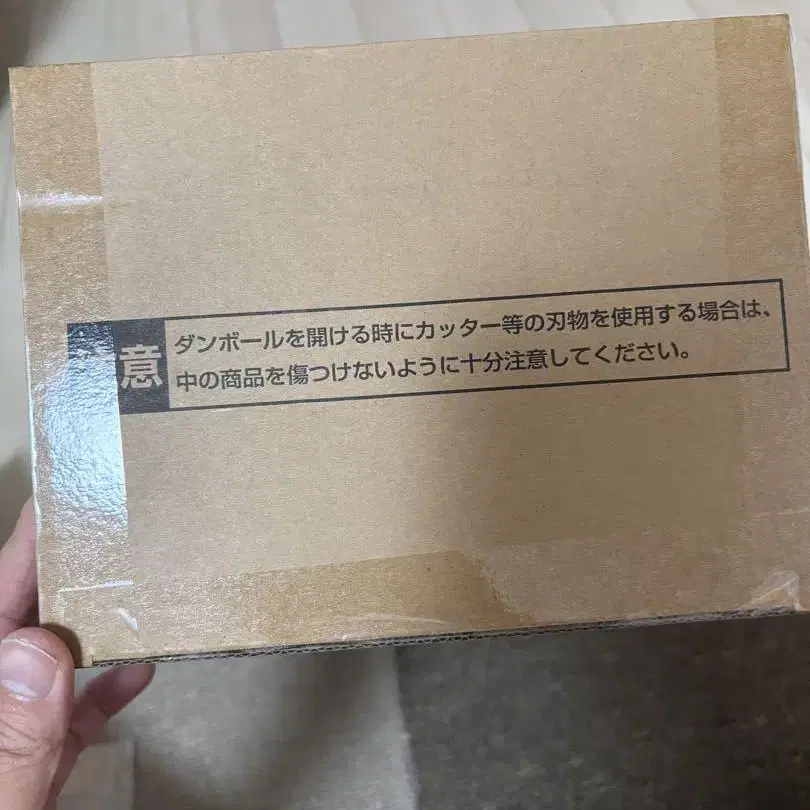 注意
ダンボールを開ける時にカッター等の刃物を使用する場合は、
中の商品を傷つけないように十分注意してください。